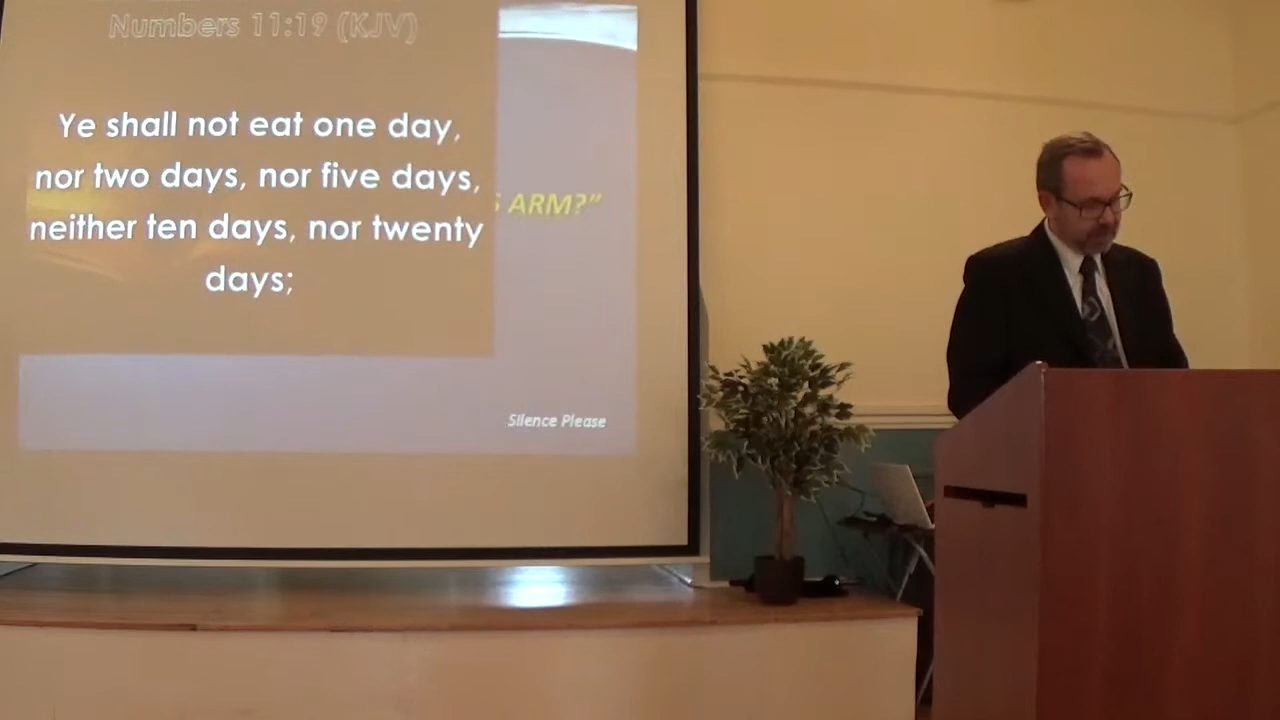 Numbers 11:19 (KJV)
Ye shall not eat one day,
nor two days, nor five days,
neither ten days, nor twenty
days;
ARM?”
Silence Please